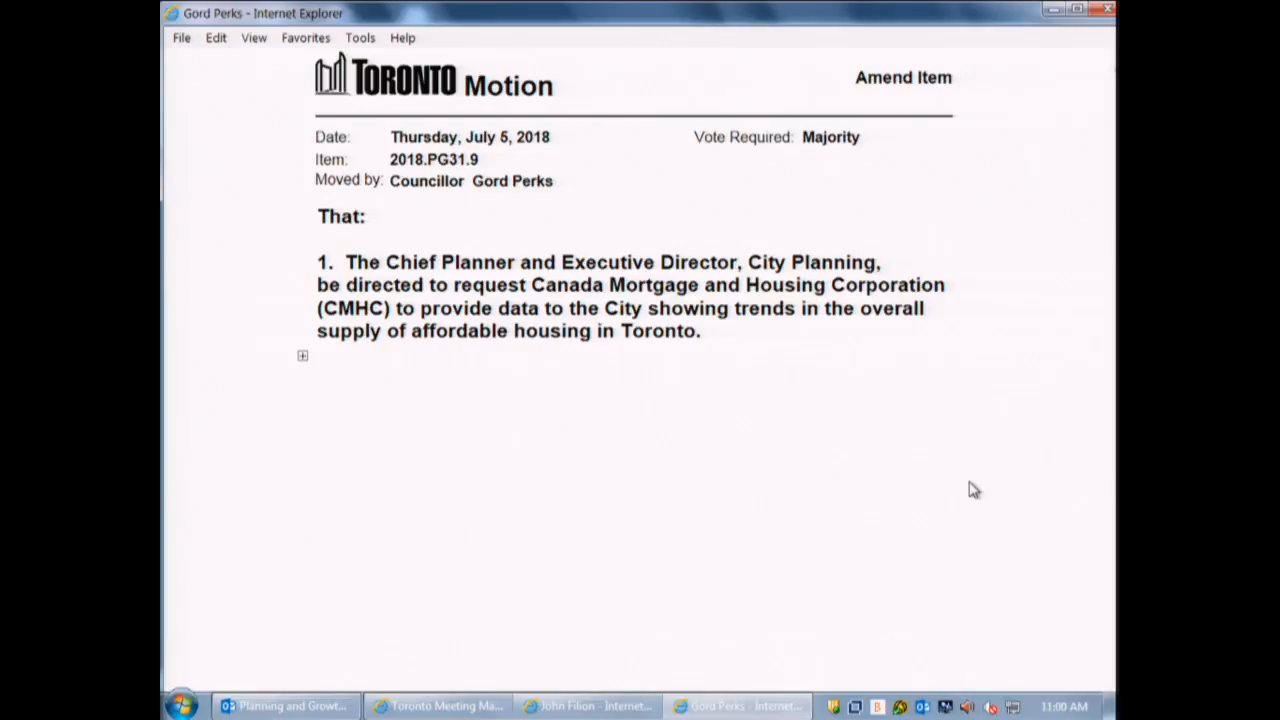 Gord Perks - Internet Explorer
File Edit View Favorites Tools Help
TORONTO Motion
Amend Item
Date: Thursday, July 5, 2018
Vote Required: Majority
Item: 2018.PG31.9
Moved by: Councillor Gord Perks
That:
1. The Chief Planner and Executive Director, City Planning,
be directed to request Canada Mortgage and Housing Corporation
(CMHC) to provide data to the City showing trends in the overall
supply of affordable housing in Toronto.
Planning and Growt... Toronto Meeting Ma... John Filion - Internet... Gord Perks - Internet... 11:00 AM